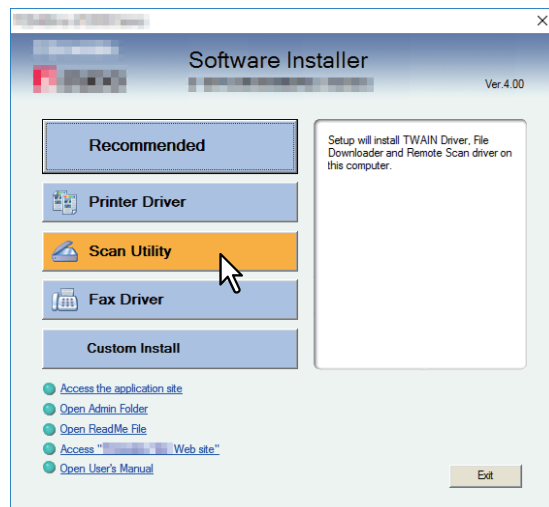 Software Installer
Ver.4.00
Recommended
Printer Driver
Scan Utility
Fax Driver
Custom Install
Setup will install TWAIN Driver, File
Downloader and Remote Scan driver on
this computer.
Access the application site
Open Admin Folder
Open ReadMe File
Access " Web site"
Open User's Manual
Exit